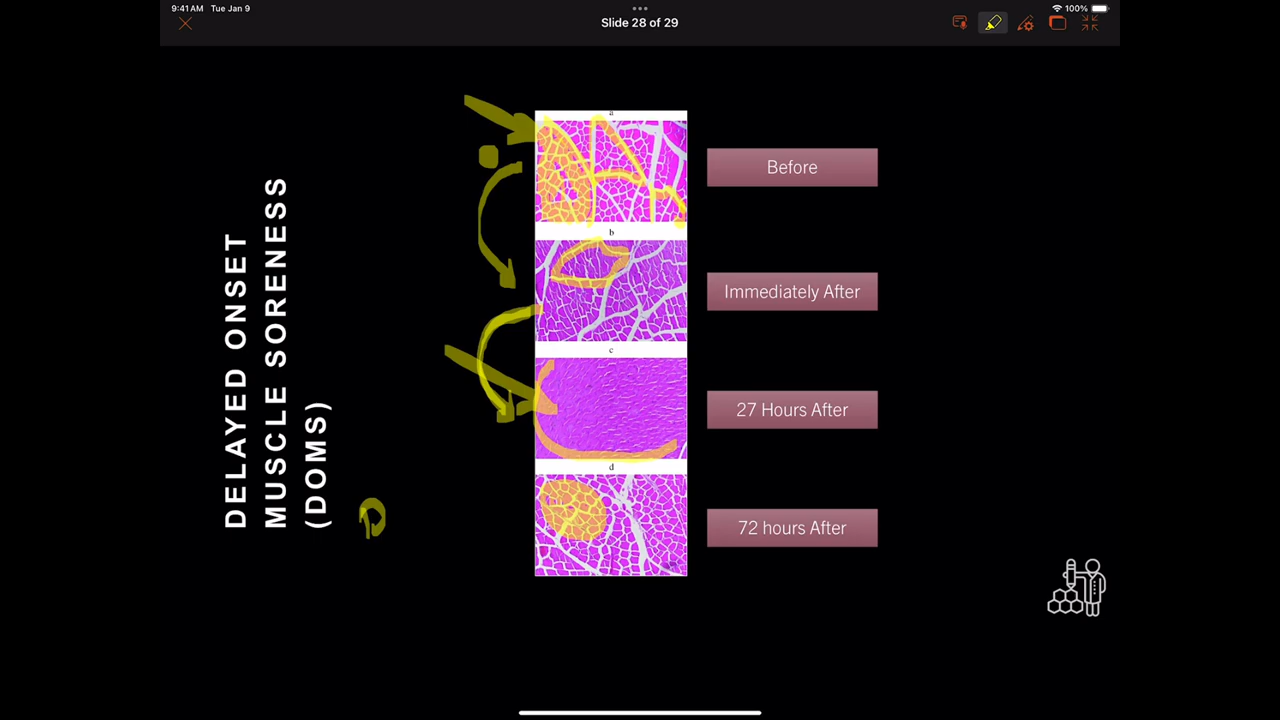 9:41 AM Tue Jan 9
100%
Slide 28 of 29
DELAYED ONSET
MUSCLE SORENESS
(DOMS)
a
Before
b
Immediately After
c
27 Hours After
d
72 hours After